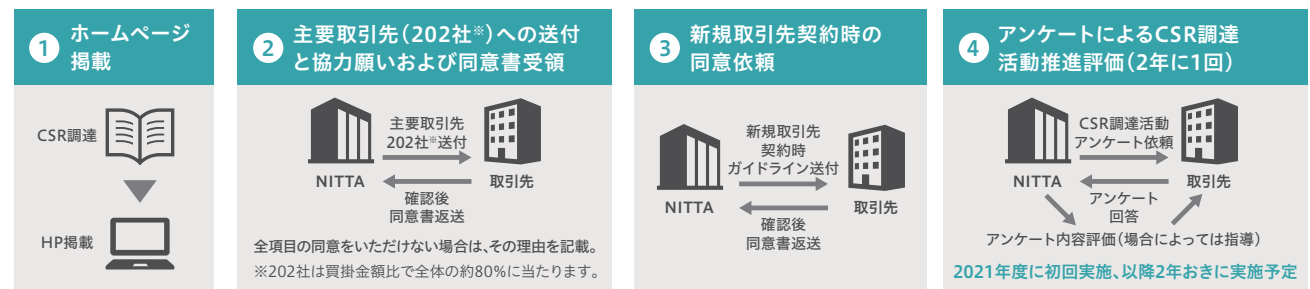 1 ホームページ
掲載
CSR調達
HP掲載
2 主要取引先(202社※)への送付
と協力願いおよび同意書受領
主要取引先
202社※送付
NITTA
取引先
確認後
同意書返送
全項目の同意をいただけない場合は、その理由を記載。
※202社は買掛金額比で全体の約80%に当たります。
3 新規取引先契約時の
同意依頼
新規取引先
契約時
ガイドライン送付
NITTA
取引先
確認後
同意書返送
4 アンケートによるCSR調達
活動推進評価(2年に1回)
CSR調達活動
アンケート依頼
NITTA
取引先
アンケート
回答
アンケート内容評価(場合によっては指導)
2021年度に初回実施、以降2年おきに実施予定